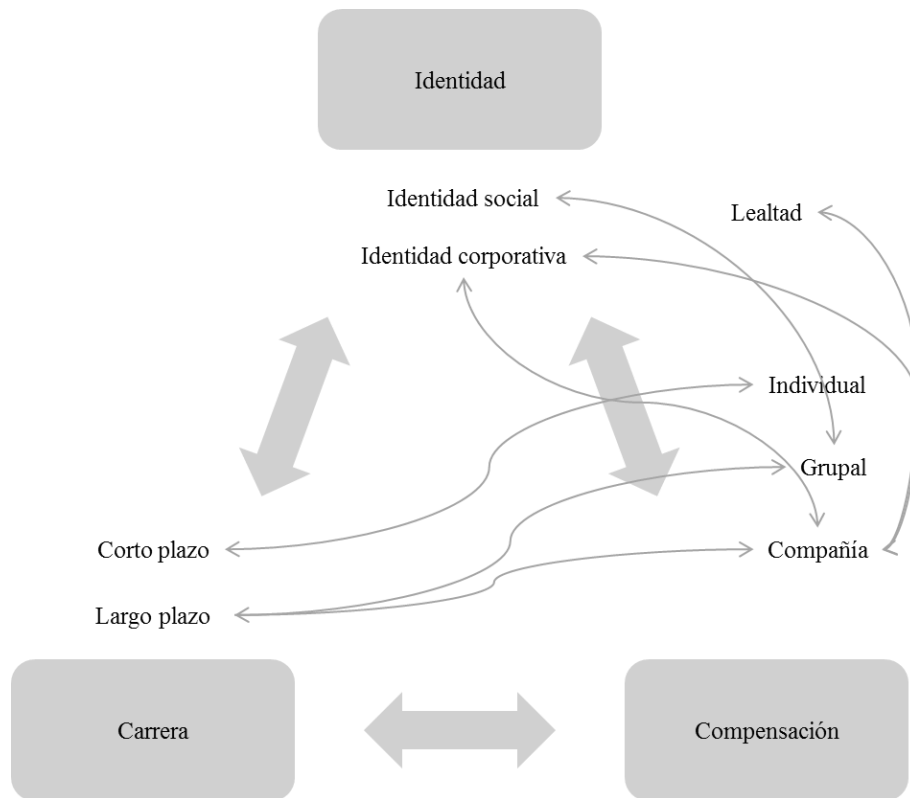 Identidad
Identidad social
Lealtad
Identidad corporativa
Individual
Grupal
Corto plazo
Compañía
Largo plazo
Carrera
Compensación